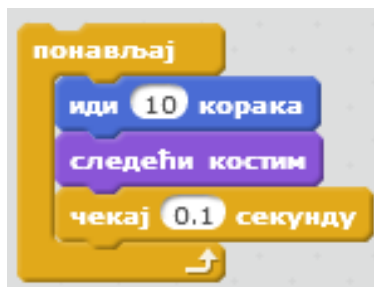 понављај
иди 10 корака
следећи костим
чекај 0.1 секунду